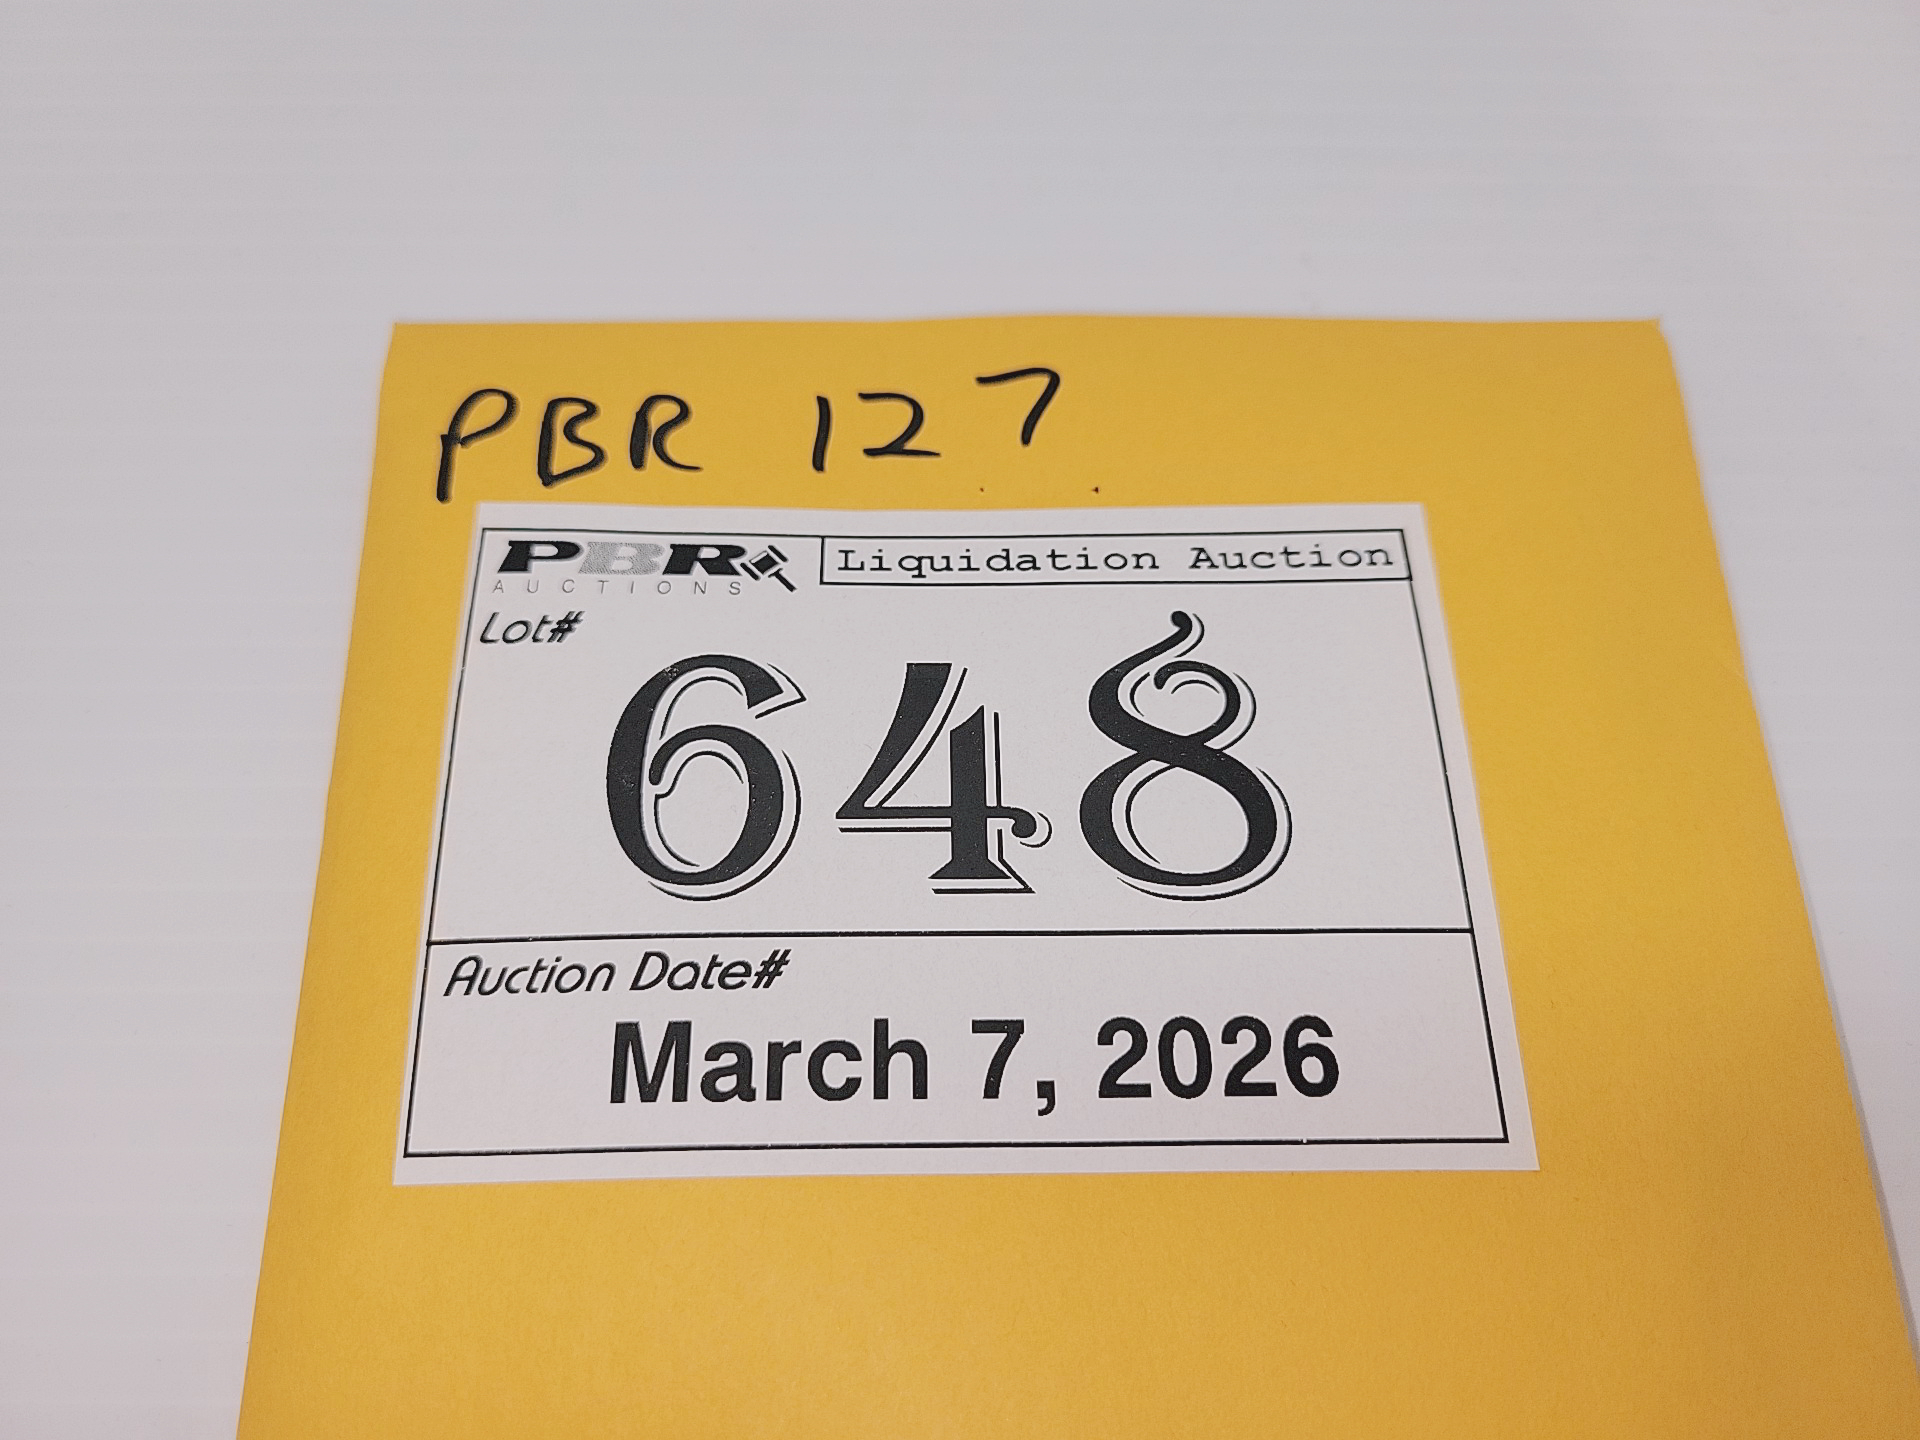 PBR 127
PBR Liquidation Auction
AUCTIONS
Lot#
648
Auction Date#
March 7, 2026